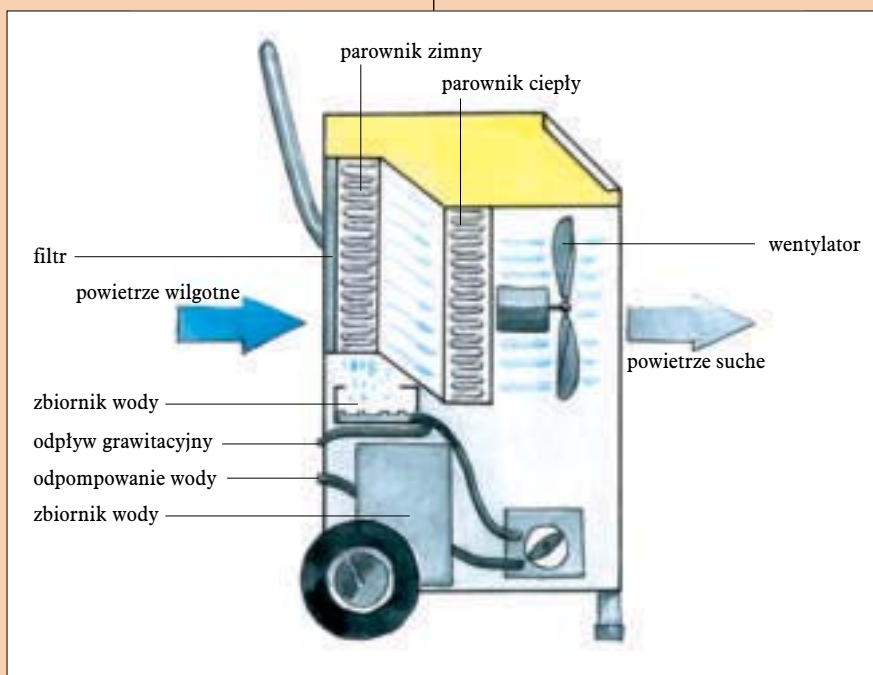 parownik zimny
parownik ciepły
filtr
wentylator
powietrze wilgotne
powietrze suche
zbiornik wody
odpływ grawitacyjny
odpompowanie wody
zbiornik wody